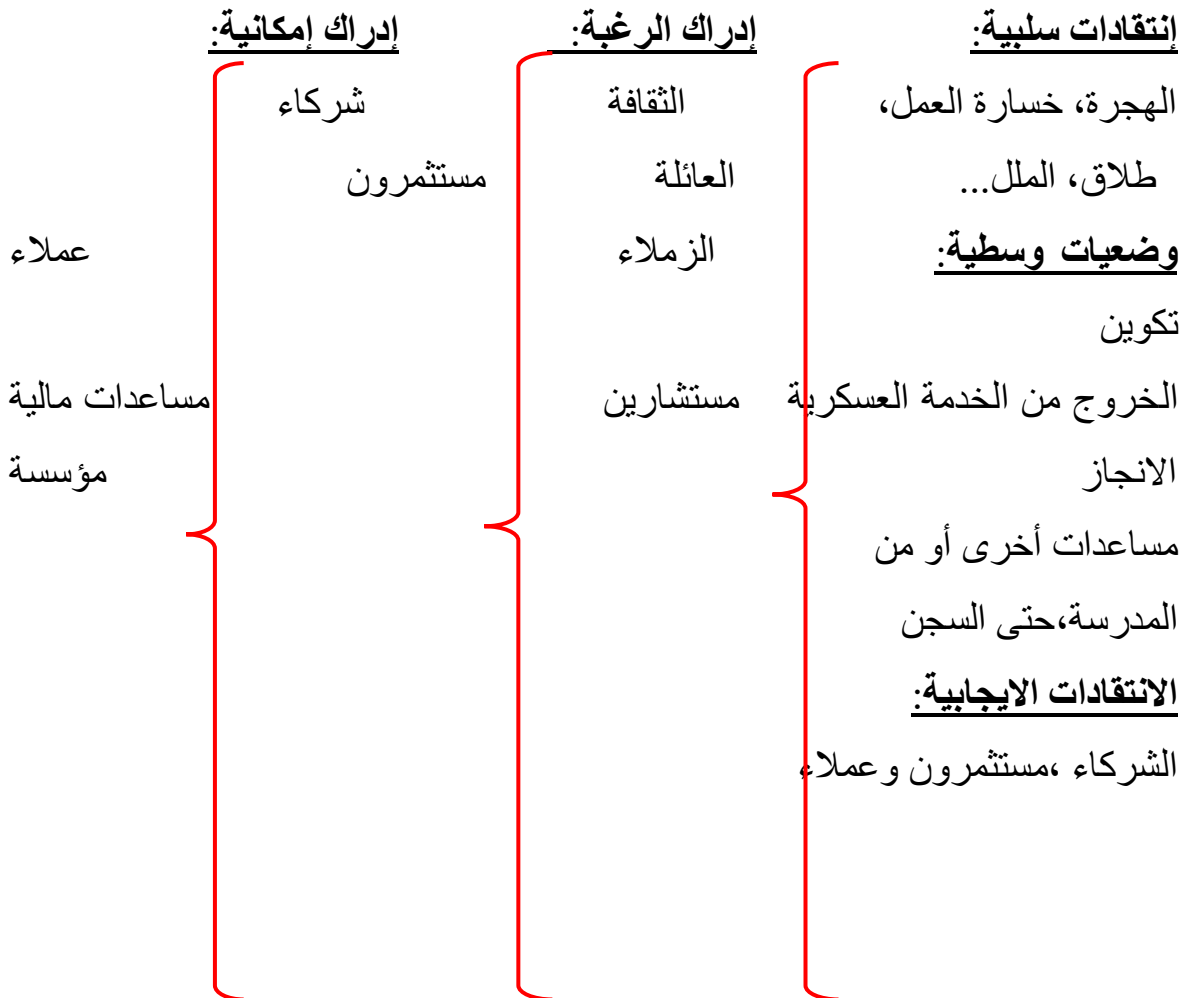 إنتقادات سلبية: إدراك الرغبة: إدراك إمكانية:
الهجرة، خسارة العمل، الثقافة شركاء
طلاق، الملل... العائلة مستثمرون
وضعيات وسطية: الزملاء عملاء
تكوين
الخروج من الخدمة العسكرية مستشارين مساعدات مالية
الانجاز مؤسسة
مساعدات أخرى أو من
المدرسة،حتى السجن
الانتقادات الايجابية:
الشركاء ،مستثمرون وعملاء